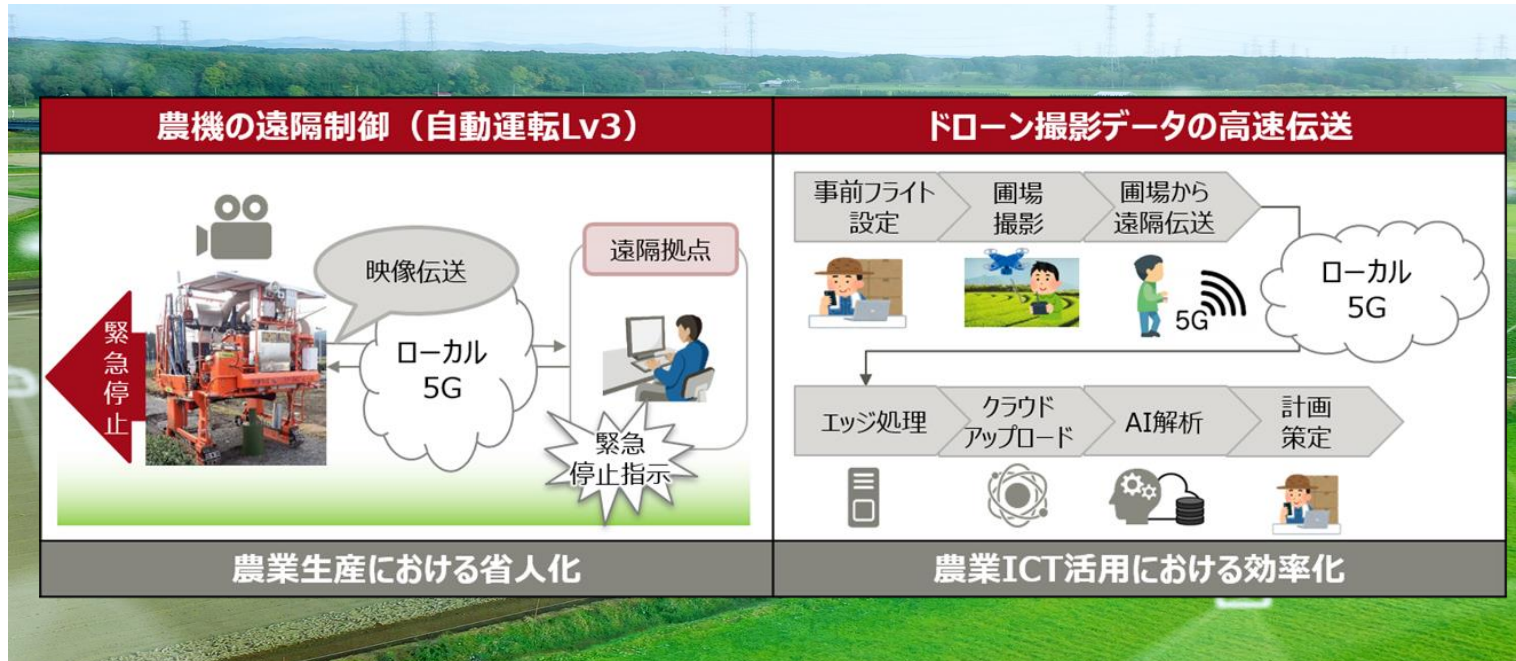 農機の遠隔制御（自動運転Lv3）
映像伝送
遠隔拠点
緊急停止
ローカル
5G
緊急
停止指示
農業生産における省人化
ドローン撮影データの高速伝送
事前フライト
設定
圃場
撮影
圃場から
遠隔伝送
5G
ローカル
5G
エッジ処理
クラウド
アップロード
AI解析
計画
策定
農業ICT活用における効率化